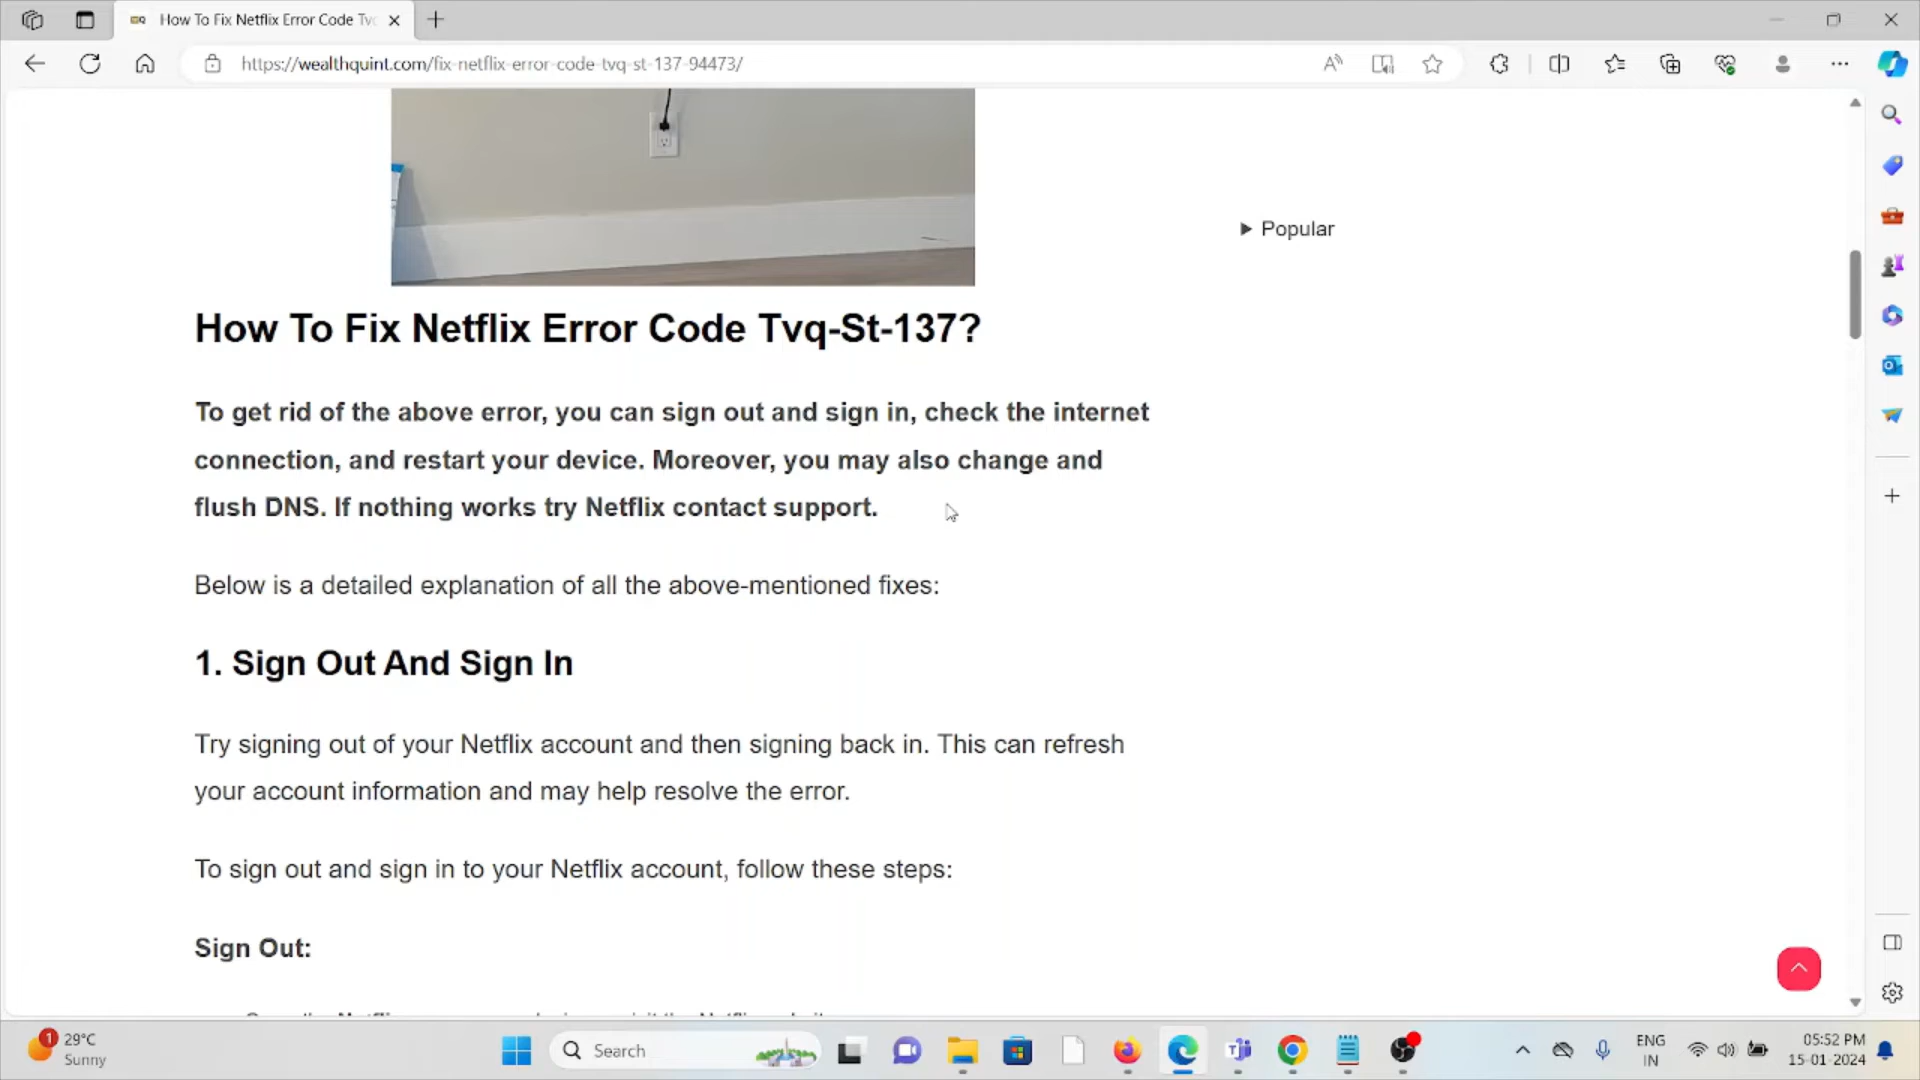 How To Fix Netflix Error Code Tvq
https://wealthquint.com/fix-netflix-error-code-tvq-st-137-94473/
Popular
How To Fix Netflix Error Code Tvq-St-137?
To get rid of the above error, you can sign out and sign in, check the internet
connection, and restart your device. Moreover, you may also change and
flush DNS. If nothing works try Netflix contact support.
Below is a detailed explanation of all the above-mentioned fixes:
1. Sign Out And Sign In
Try signing out of your Netflix account and then signing back in. This can refresh
your account information and may help resolve the error.
To sign out and sign in to your Netflix account, follow these steps:
Sign Out:
1
29°C
Sunny
Search
ENG
IN
05:52 PM
15-01-2024